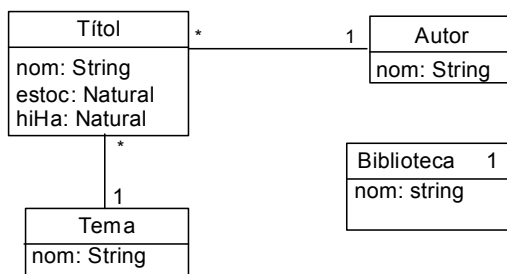 Títol
nom: String
estoc: Natural
hiHa: Natural
*
1
Autor
nom: String
*
1
Tema
nom: String
Biblioteca 1
nom: string